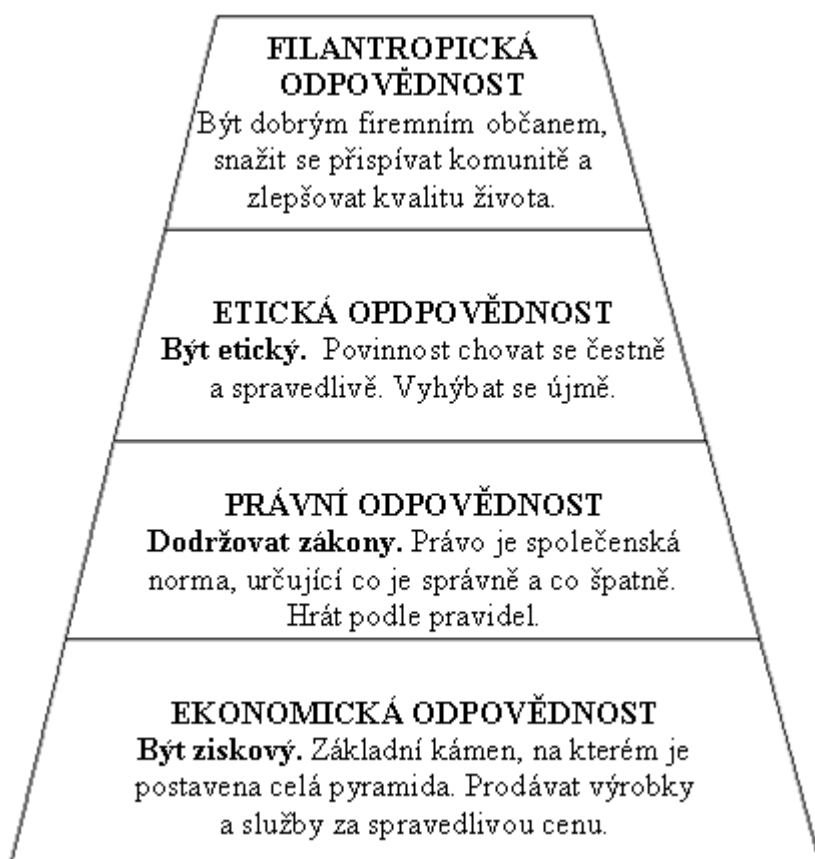 FILANTROPICKÁ
ODPOVĚDNOST
Být dobrým firemním občanem,
snažit se přispívat komunitě a
zlepšovat kvalitu života.
ETICKÁ OPDPOVĚDNOST
Být etický. Povinnost chovat se čestně
a spravedlivě. Vyhýbat se újmě.
PRÁVNÍ ODPOVĚDNOST
Dodržovat zákony. Právo je společenská
norma, určující co je správně a co špatně.
Hrát podle pravidel.
EKONOMICKÁ ODPOVĚDNOST
Být ziskový. Základní kámen, na kterém je
postavena celá pyramida. Prodávat výrobky
a služby za spravedlivou cenu.